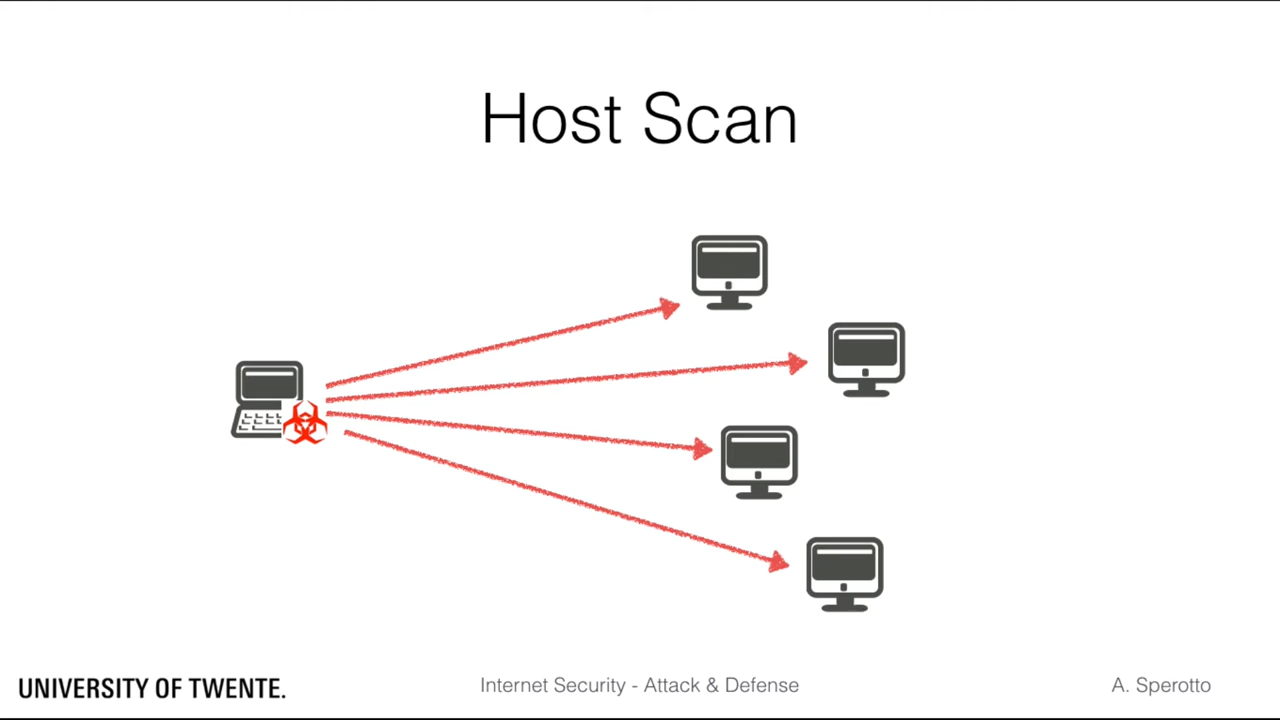 Host Scan
UNIVERSITY OF TWENTE.
Internet Security - Attack & Defense
A. Sperotto